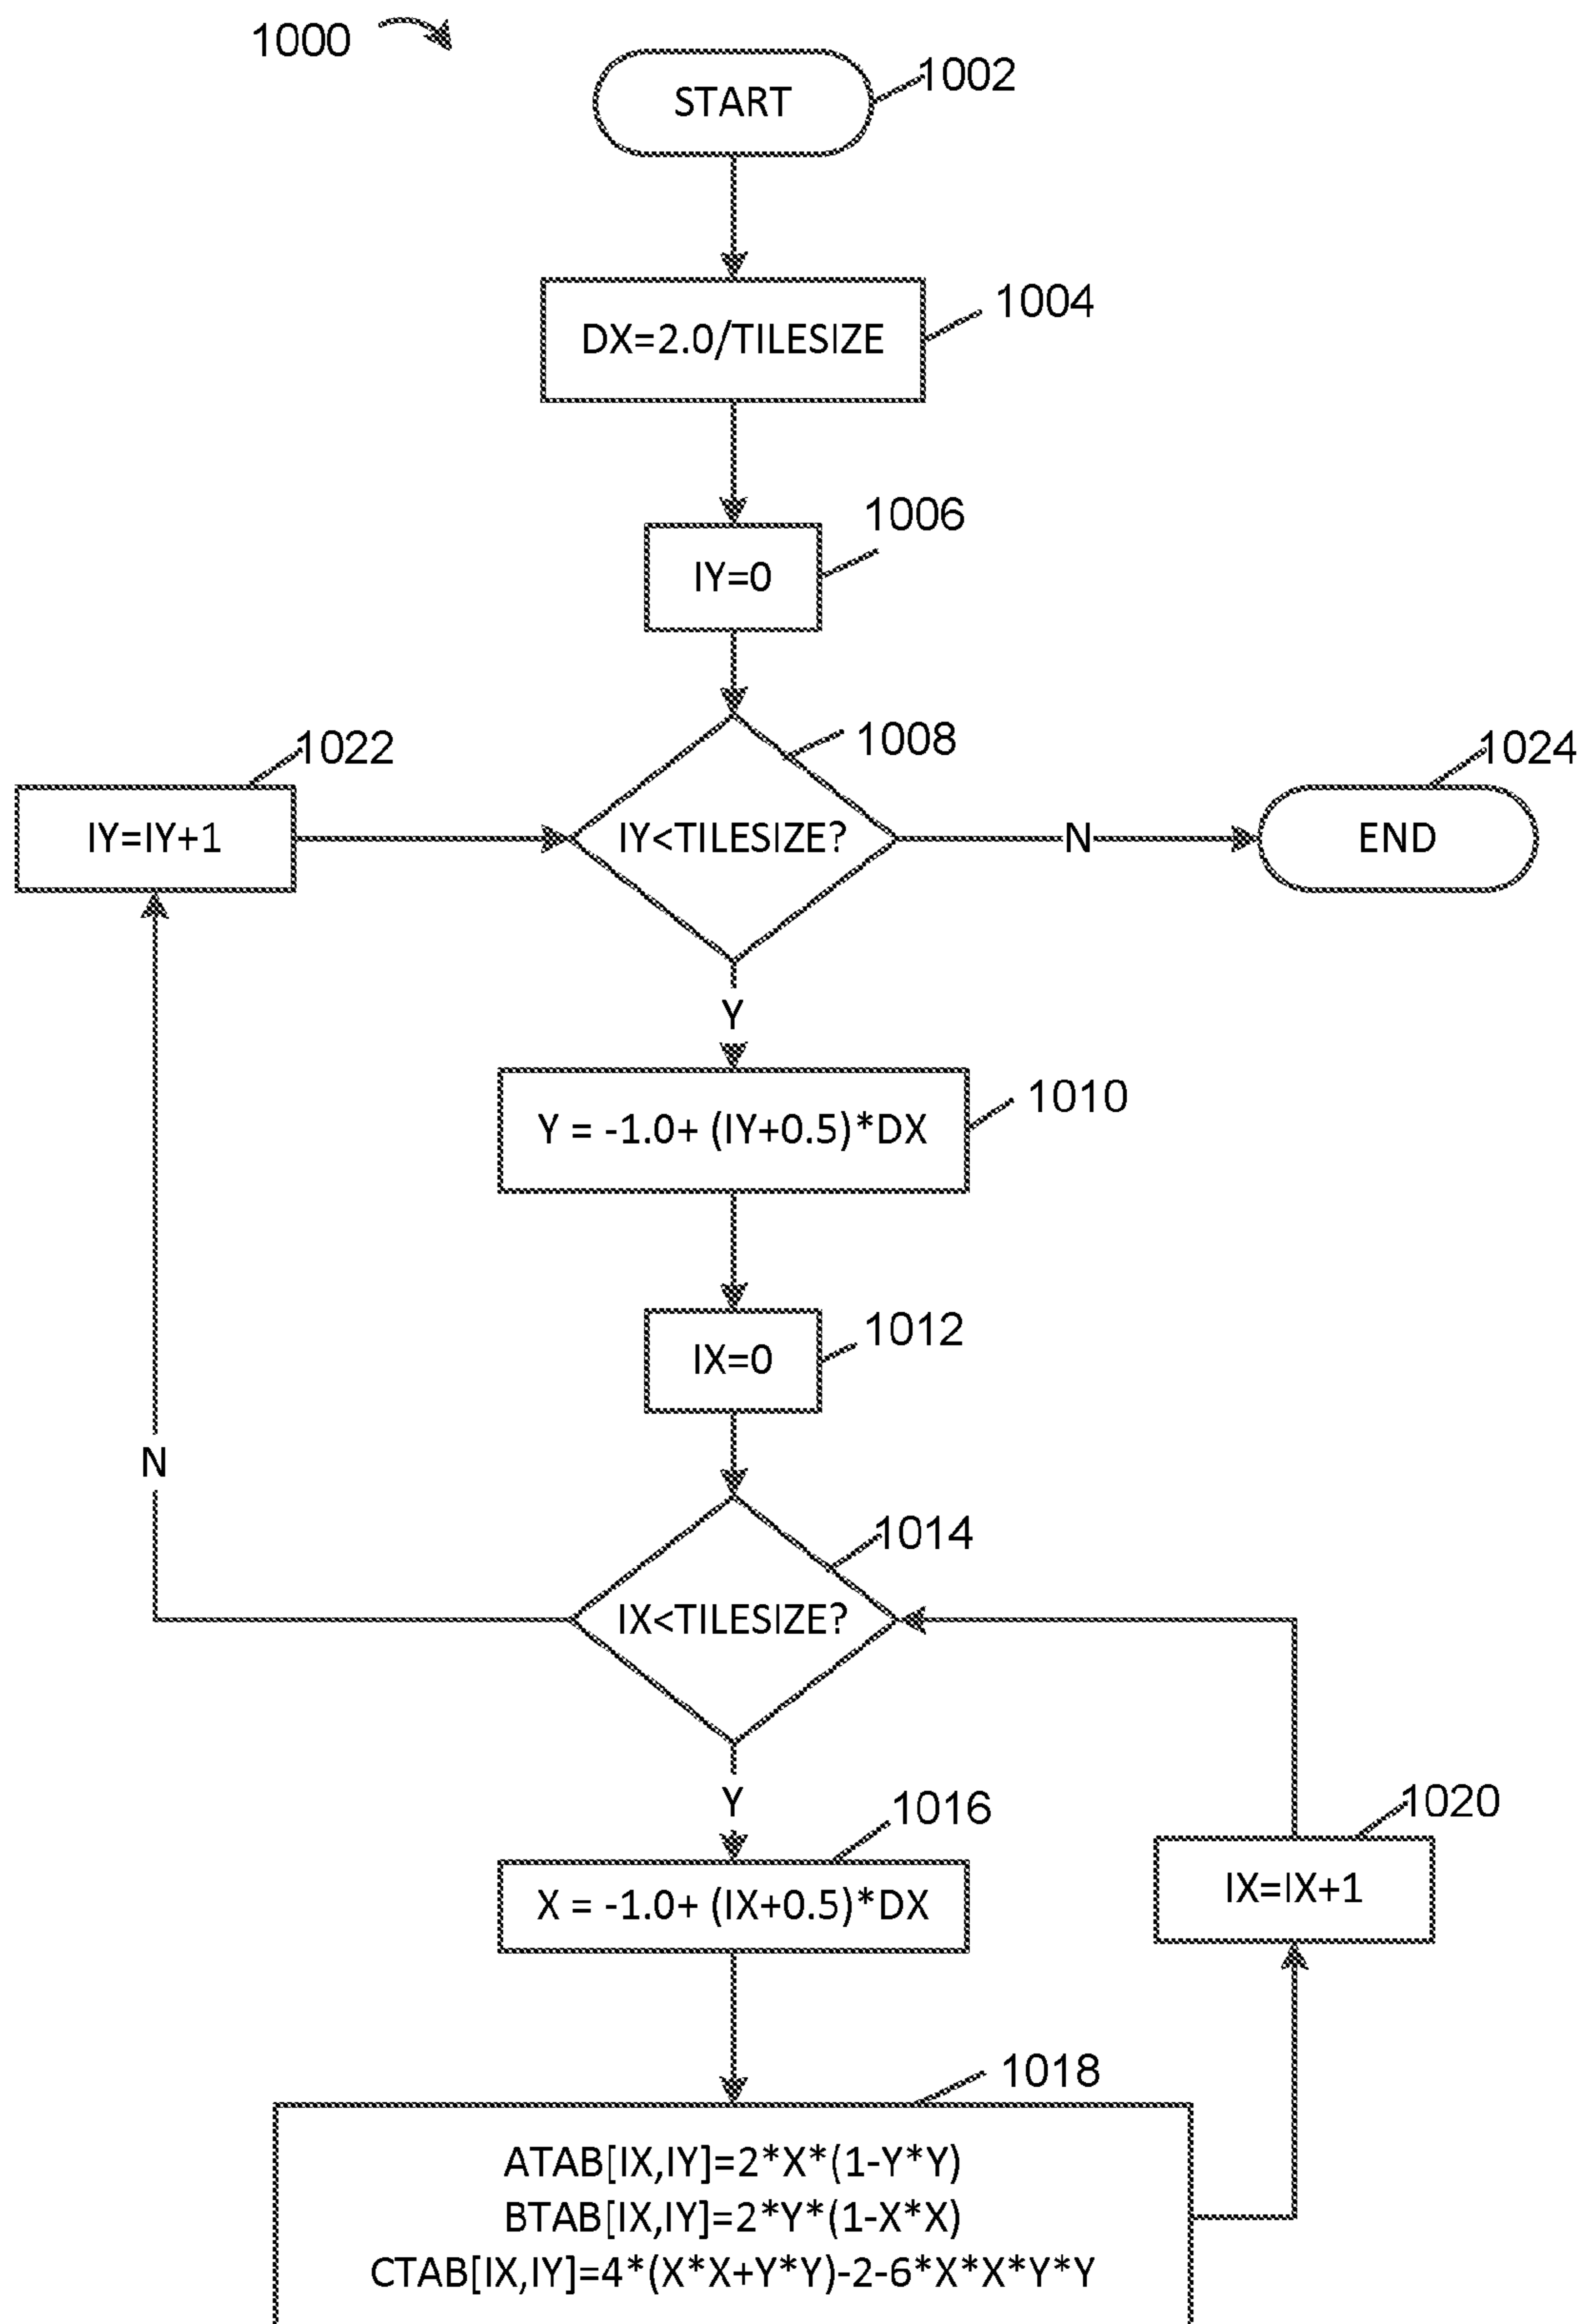 1000
START
1002
DX=2.0/TILESIZE
1004
IY=0
1006
IY<TILESIZE?
1008
IY=IY+1
1022
N
END
1024
Y
Y = -1.0+ (IY+0.5)*DX
1010
IX=0
1012
IX<TILESIZE?
1014
N
Y
X = -1.0+ (IX+0.5)*DX
1016
IX=IX+1
1020
1018
ATAB[IX,IY]=2*X*(1-Y*Y)
BTAB[IX,IY]=2*Y*(1-X*X)
CTAB[IX,IY]=4*(X*X+Y*Y)-2-6*X*X*Y*Y